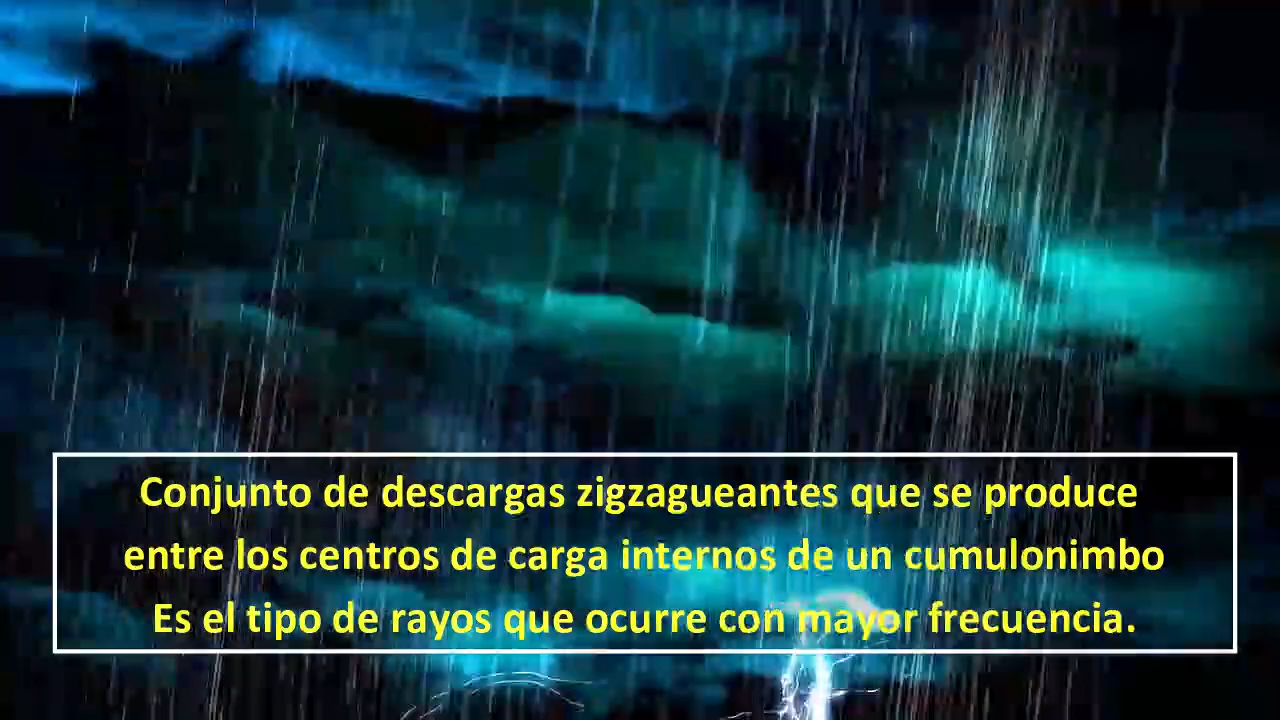 Conjunto de descargas zigzagueantes que se produce
entre los centros de carga internos de un cumulonimbo
Es el tipo de rayos que ocurre con mayor frecuencia.